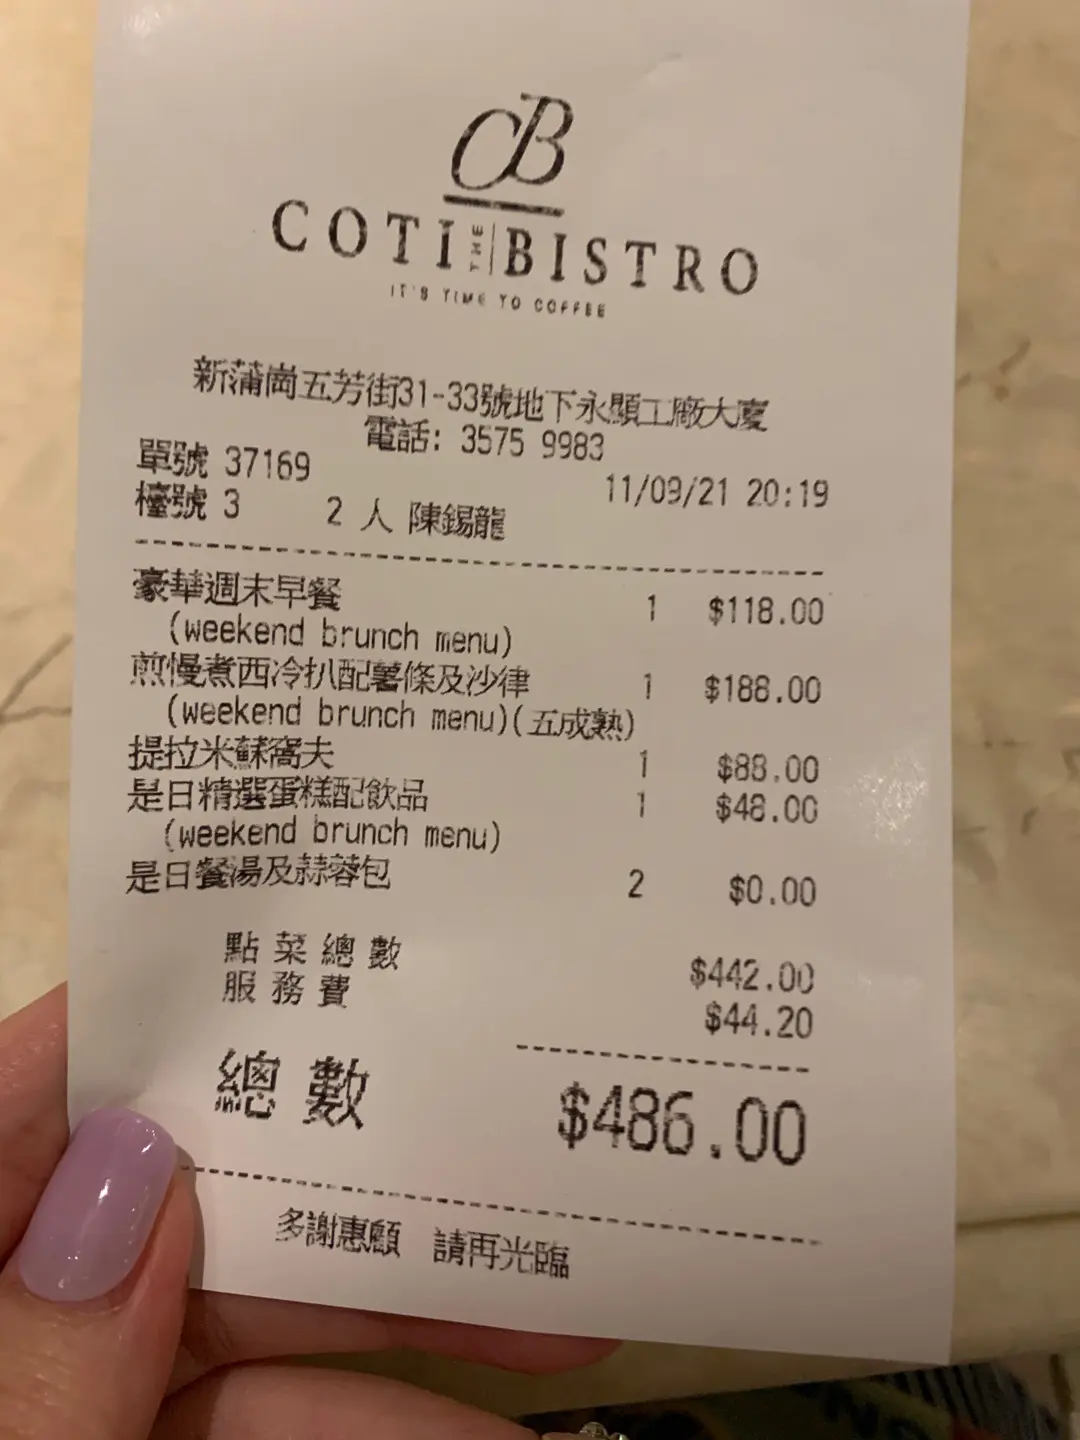 CB
COTI THE BISTRO
IT'S TIME TO COFFEE
新蒲崗五芳街31-33號地下永顯工廠大廈
電話: 3575 9983
單號 37169
11/09/21 20:19
檯號 3 2 人 陳錫龍
豪華週末早餐 1 $118.00
(weekend brunch menu)
煎慢煮西冷扒配薯條及沙律 1 $188.00
(weekend brunch menu)(五成熟)
提拉米蘇窩夫 1 $88.00
是日精選蛋糕配飲品 1 $48.00
(weekend brunch menu)
是日餐湯及蒜蓉包 2 $0.00
點菜總數 $442.00
服務費 $44.20
總數 $486.00
多謝惠顧 請再光臨